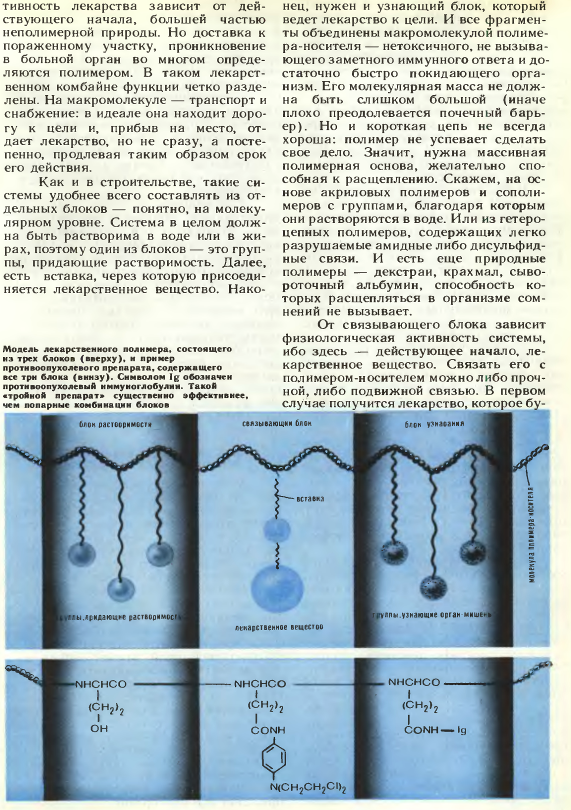 тивность лекарства зависит от дей-
ствующего начала, большей частью
неполимерной природы. Но доставка к
пораженному участку, проникновение
в больной орган во многом опреде-
ляются полимером. В таком лекарст-
венном комбайне функции четко разде-
лены. На макромолекуле — транспорт и
снабжение: в идеале она находит доро-
гу к цели и, прибыв на место, от-
дает лекарство, но не сразу, а посте-
пенно, продлевая таким образом срок
его действия.
Как и в строительстве, такие си-
стемы удобнее всего составлять из от-
дельных блоков — понятно, на молеку-
лярном уровне. Система в целом долж-
на быть растворима в воде или в жи-
рах, поэтому один из блоков — это груп-
пы, придающие растворимость. Далее,
есть вставка, через которую присоеди-
няется лекарственное вещество. Нако-
нец, нужен и узнающий блок, который
ведет лекарство к цели. И все фрагмен-
ты объединены макромолекулой полиме-
ра-носителя — нетоксичного, не вызыва-
ющего заметного иммунного ответа и до-
статочно быстро покидающего орга-
низм. Его молекулярная масса не долж-
на быть слишком большой (иначе
плохо преодолевается почечный барь-
ер). Но и короткая цепь не всегда
хороша: полимер не успевает сделать
свое дело. Значит, нужна массивная
полимерная основа, желательно спо-
собная к расщеплению. Скажем, на ос-
нове акриловых полимеров и сополи-
меров с группами, благодаря которым
они растворяются в воде. Или из гетеро-
цепных полимеров, содержащих легко
разрушаемые амидные либо дисульфид-
ные связи. И есть еще природные
полимеры — декстран, крахмал, сыво-
роточный альбумин, способность ко-
торых расщепляться в организме сом-
нений не вызывает.
От связывающего блока зависит
физиологическая активность системы,
ибо здесь — действующее начало, ле-
карственное вещество. Связать его с
полимером-носителем можно либо проч-
ной, либо подвижной связью. В первом
случае получится лекарство, которое бу-
Модель лекарственного полимера, состоящего
из трех блоков (вверху), и пример
противоопухолевого препарата, содержащего
все три блока (внизу). Символом Ig обозначен
противоопухолевый иммуноглобулин. Такой
«тройной препарат» существенно эффективнее,
чем попарные комбинации блоков
блок растворимости
связывающий блок
блок узнавания
вставка
молекула полимера-носителя
группы, придающие растворимость
лекарственное вещество
группы, узнающие орган-мишень
NHCHCO
NHCHCO
NHCHCO
(CH₂)₂
(CH₂)₂
(CH₂)₂
OH
CONH
CONH — Ig
N(CH₂CH₂Cl)₂